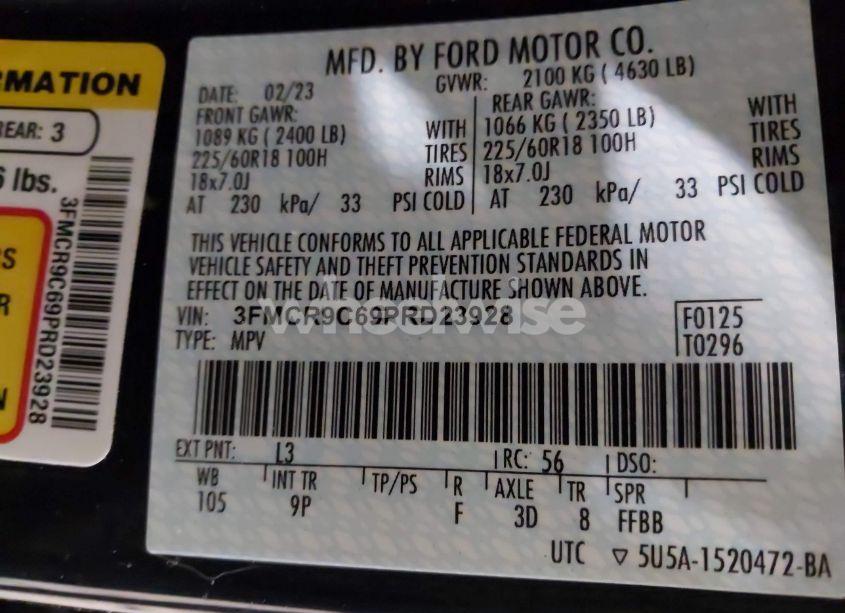 RMATION
REAR: 3
6 lbs.
3FMCR9C69PRD23928
RS
R
N
MFD. BY FORD MOTOR CO.
DATE: 02/23
GVWR: 2100 KG ( 4630 LB)
FRONT GAWR:
1089 KG ( 2400 LB) WITH
225/60R18 100H TIRES
18x7.0J RIMS
AT 230 kPa/ 33 PSI COLD
REAR GAWR: WITH
1066 KG ( 2350 LB) TIRES
225/60R18 100H RIMS
18x7.0J
AT 230 kPa/ 33 PSI COLD
THIS VEHICLE CONFORMS TO ALL APPLICABLE FEDERAL MOTOR
VEHICLE SAFETY AND THEFT PREVENTION STANDARDS IN
EFFECT ON THE DATE OF MANUFACTURE SHOWN ABOVE.
wheelwise
VIN: 3FMCR9C69PRD23928
TYPE: MPV
F0125
T0296
EXT PNT: L3 RC: 56 DSO:
WB INT TR TP/PS R AXLE TR SPR
105 9P F 3D 8 FFBB
UTC ▽ 5U5A-1520472-BA